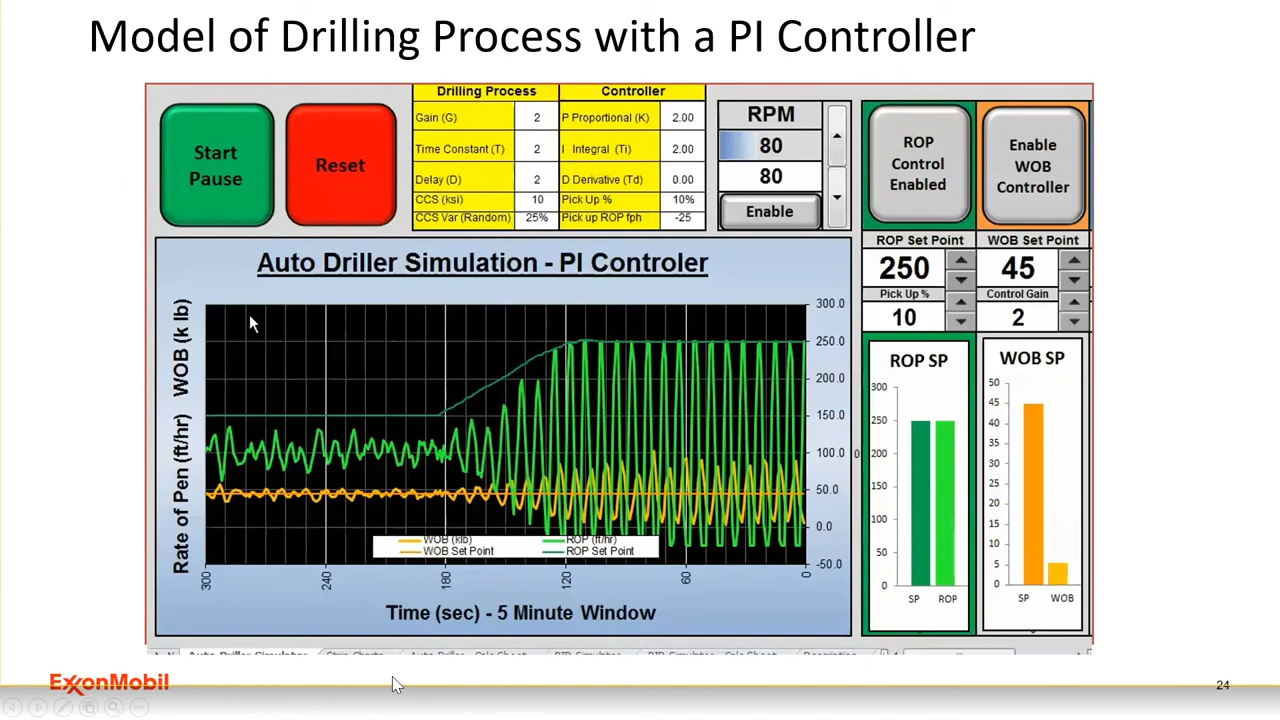 Model of Drilling Process with a PI Controller
Start
Pause
Reset
Drilling Process
Controller
Gain (G) 2 P Proportional (K) 2.00
Time Constant (T) 2 I Integral (Ti) 2.00
Delay (D) 2 D Derivative (Td) 0.00
CCS (ksi) 10 Pick Up % 10%
CCS Var (Random) 25% Pick up ROP fph -25
RPM
80
80
Enable
ROP
Control
Enabled
Enable
WOB
Controller
ROP Set Point
250
Pick Up %
10
WOB Set Point
45
Control Gain
2
Auto Driller Simulation - PI Controler
Rate of Pen (ft/hr) WOB (k lb)
300.0
250.0
200.0
150.0
100.0
50.0
0.0
-50.0
0
WOB (klb) ROP (ft/hr)
WOB Set Point ROP Set Point
300 240 180 120 60 0
Time (sec) - 5 Minute Window
ROP SP
300
250
200
150
100
50
0
SP ROP
WOB SP
50
45
40
35
30
25
20
15
10
5
0
SP WOB
ExxonMobil
24